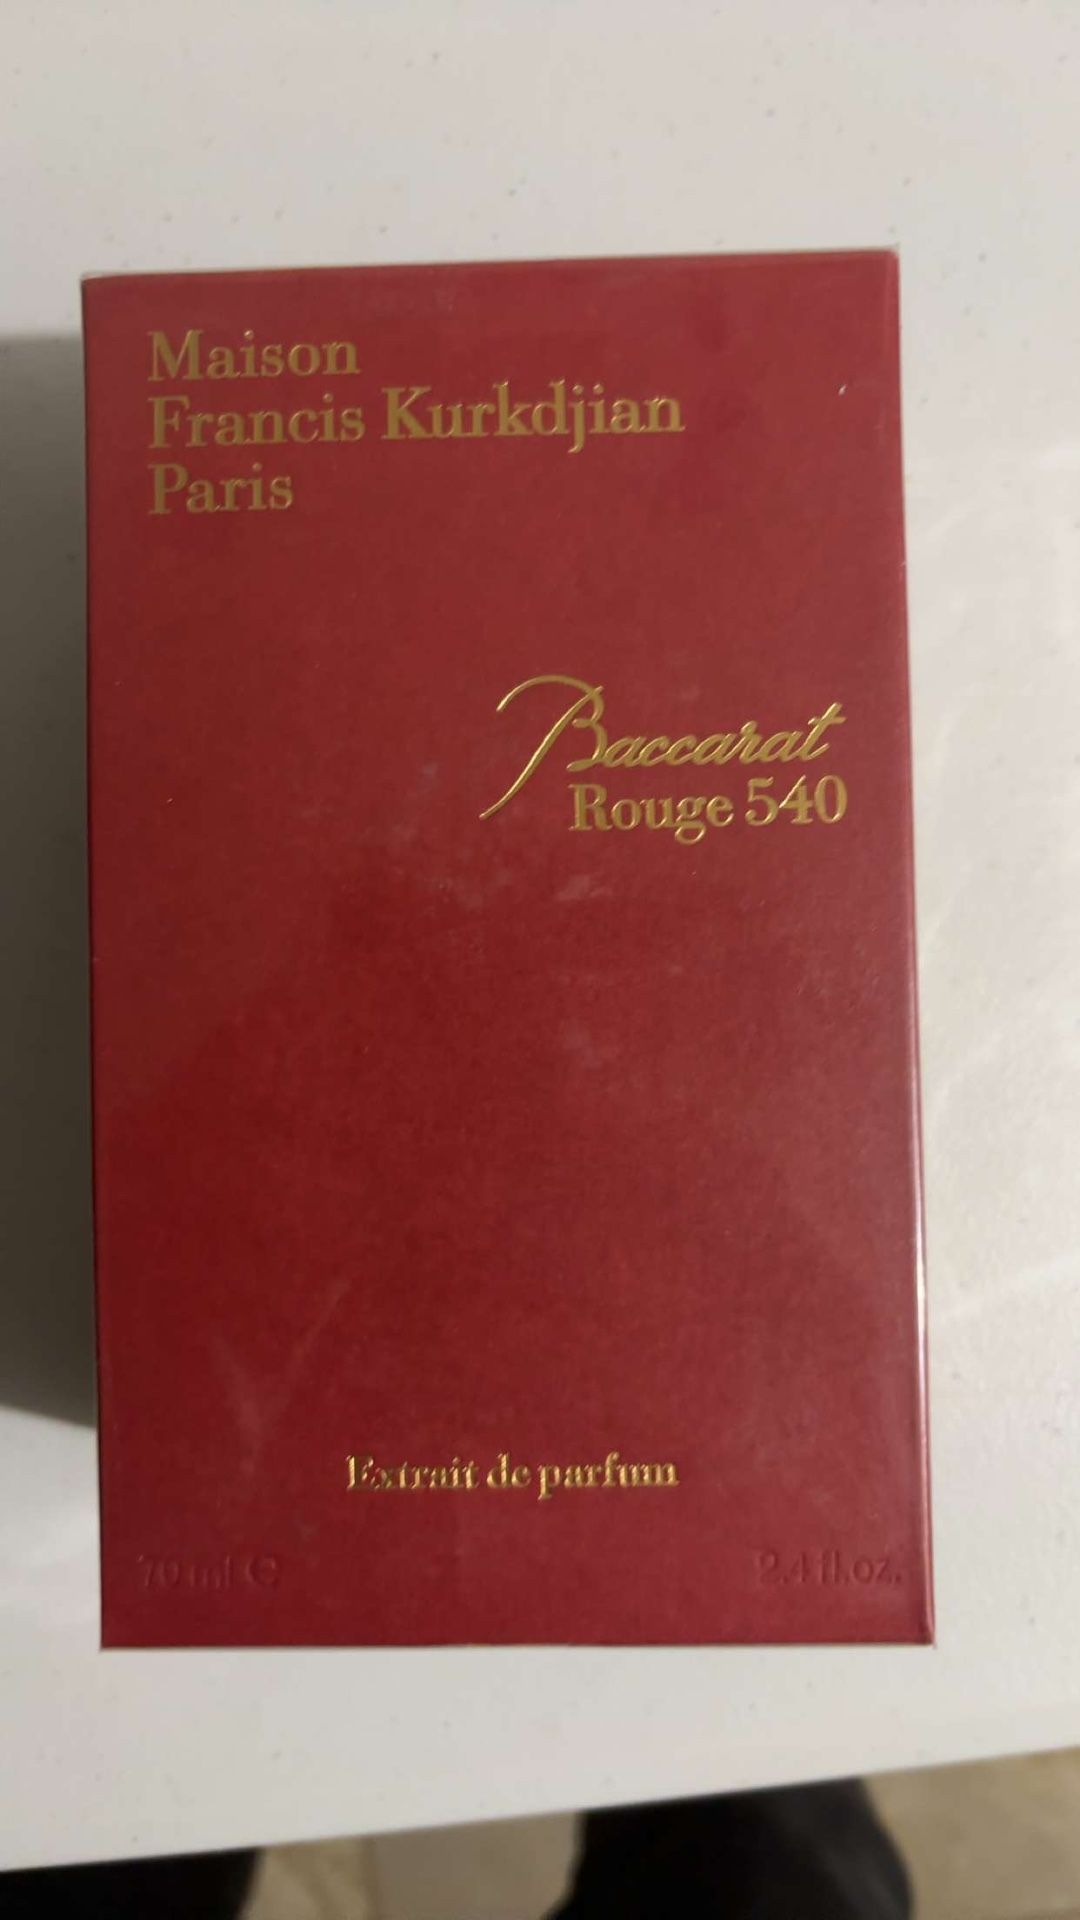 Maison
Francis Kurkdjian
Paris
Baccarat
Rouge 540
Extrait de parfum
70 ml ℮ 2.4 fl.oz.